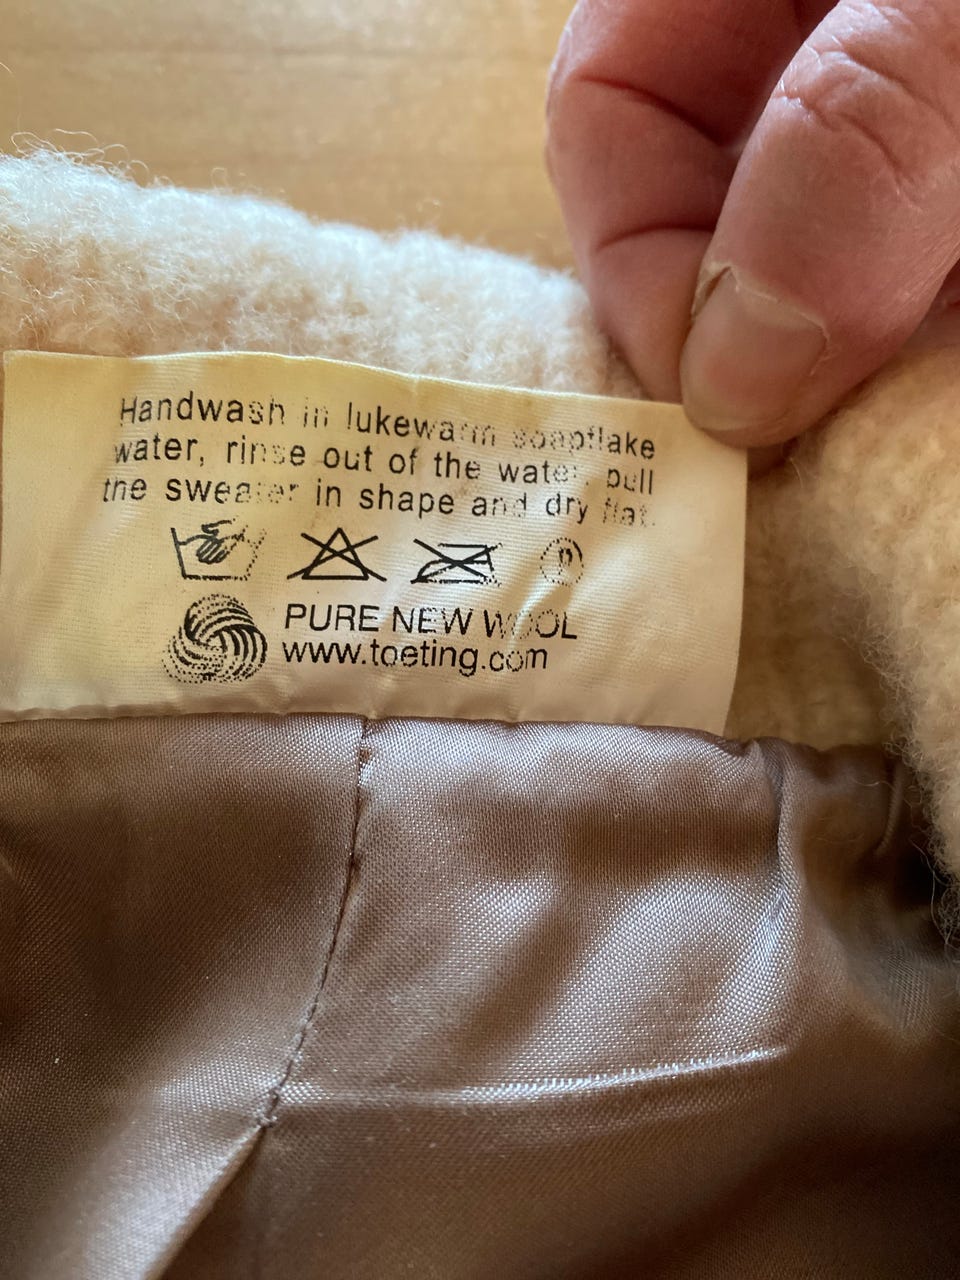 Handwash in lukewarm soapflake
water, rinse out of the water, pull
the sweater in shape and dry flat.
P
PURE NEW WOOL
www.toeting.com